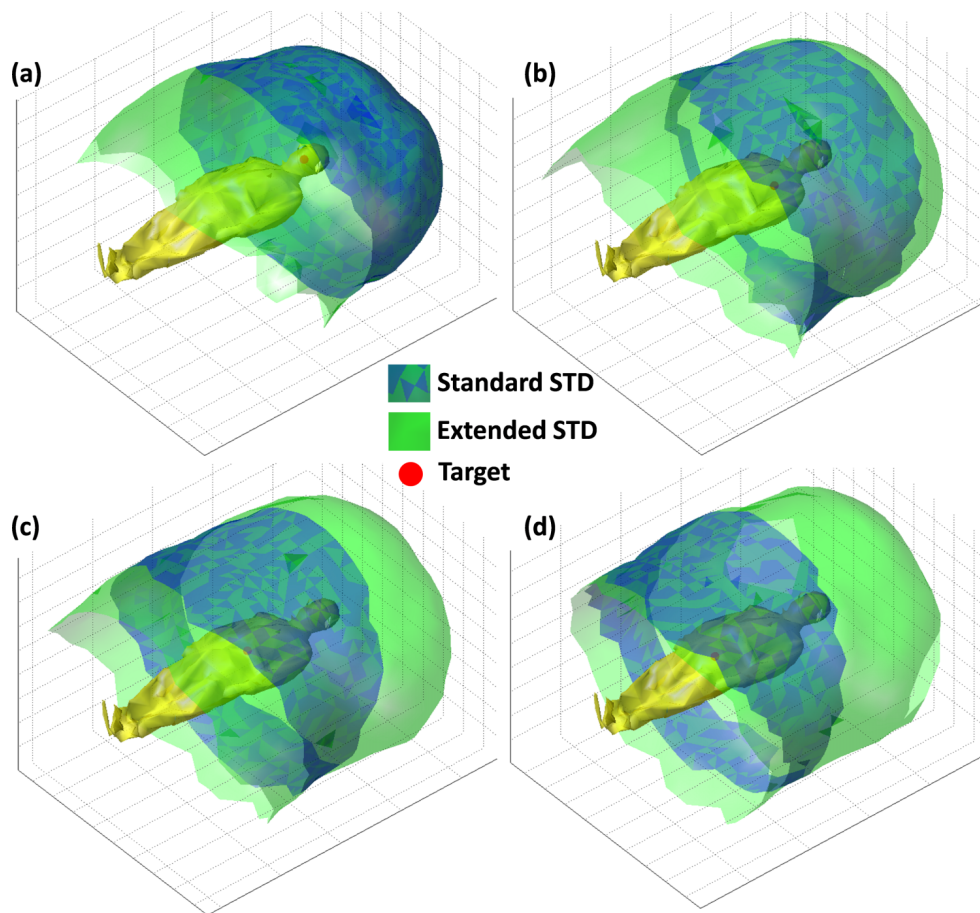 (a)
(b)
Standard STD
Extended STD
Target
(c)
(d)